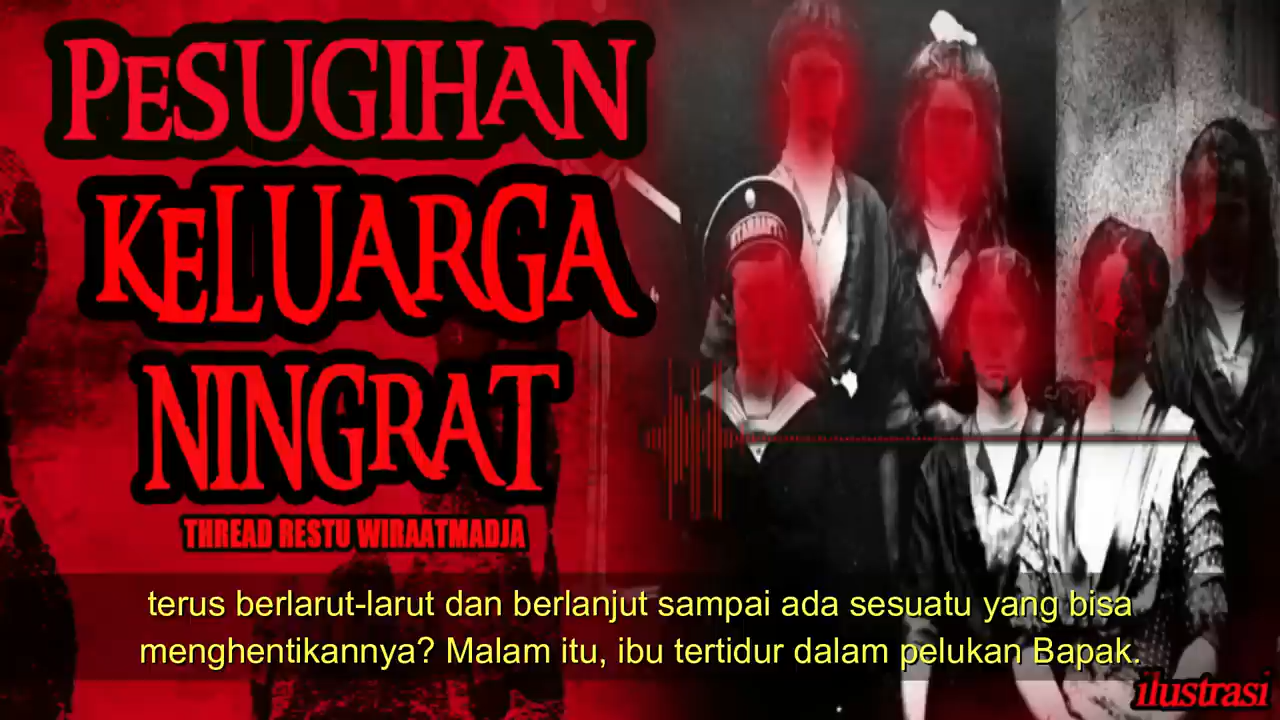 PESUGIHAN
KELUARGA
NINGRAT
THREAD RESTU WIRAATMADJA
terus berlarut-larut dan berlanjut sampai ada sesuatu yang bisa
menghentikannya? Malam itu, ibu tertidur dalam pelukan Bapak.
ilustrasi